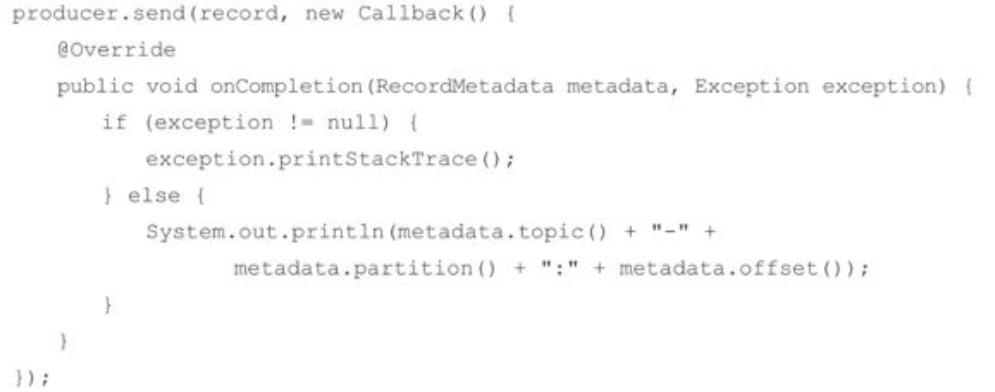 producer.send(record, new Callback() {
    @Override
    public void onCompletion(RecordMetadata metadata, Exception exception) {
        if (exception != null) {
            exception.printStackTrace();
        } else {
            System.out.println(metadata.topic() + "-" +
                    metadata.partition() + ":" + metadata.offset());
        }
    }
});